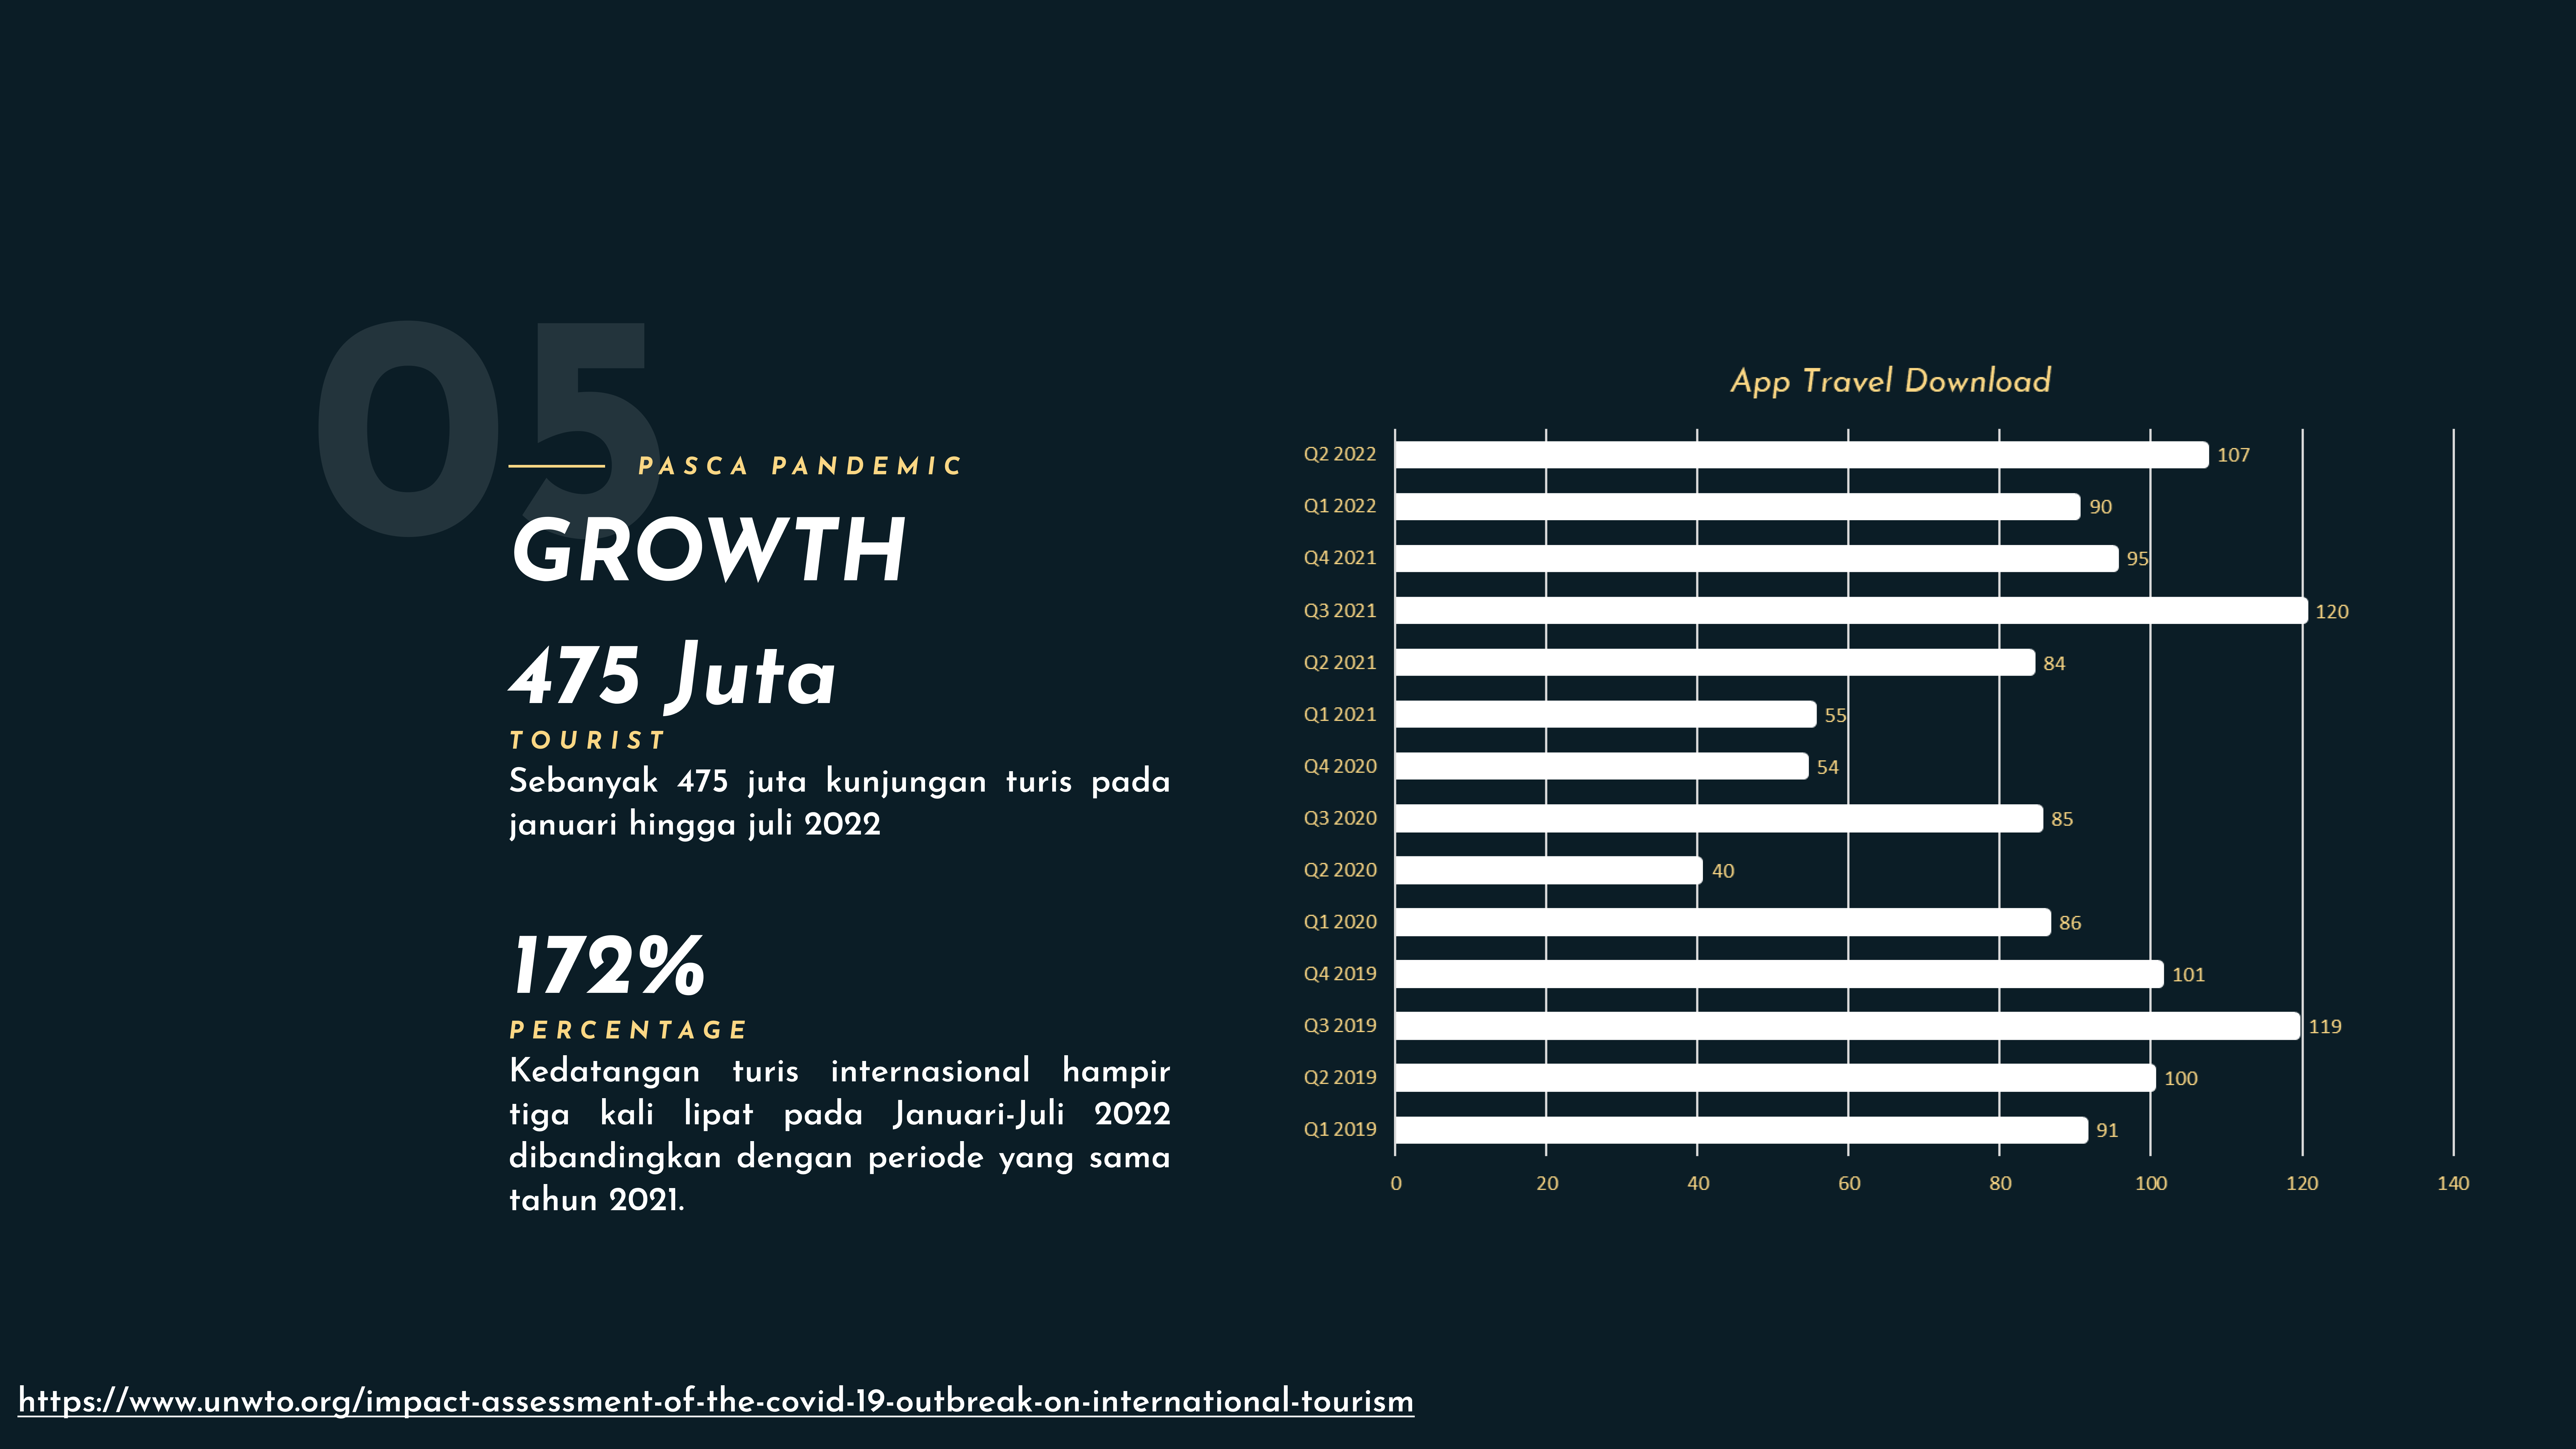 05
PASCA PANDEMIC
GROWTH
475 Juta
TOURIST
Sebanyak 475 juta kunjungan turis pada
januari hingga juli 2022
172%
PERCENTAGE
Kedatangan turis internasional hampir
tiga kali lipat pada Januari-Juli 2022
dibandingkan dengan periode yang sama
tahun 2021.
App Travel Download
Q2 2022 107
Q1 2022 90
Q4 2021 95
Q3 2021 120
Q2 2021 84
Q1 2021 55
Q4 2020 54
Q3 2020 85
Q2 2020 40
Q1 2020 86
Q4 2019 101
Q3 2019 119
Q2 2019 100
Q1 2019 91
0 20 40 60 80 100 120 140
https://www.unwto.org/impact-assessment-of-the-covid-19-outbreak-on-international-tourism